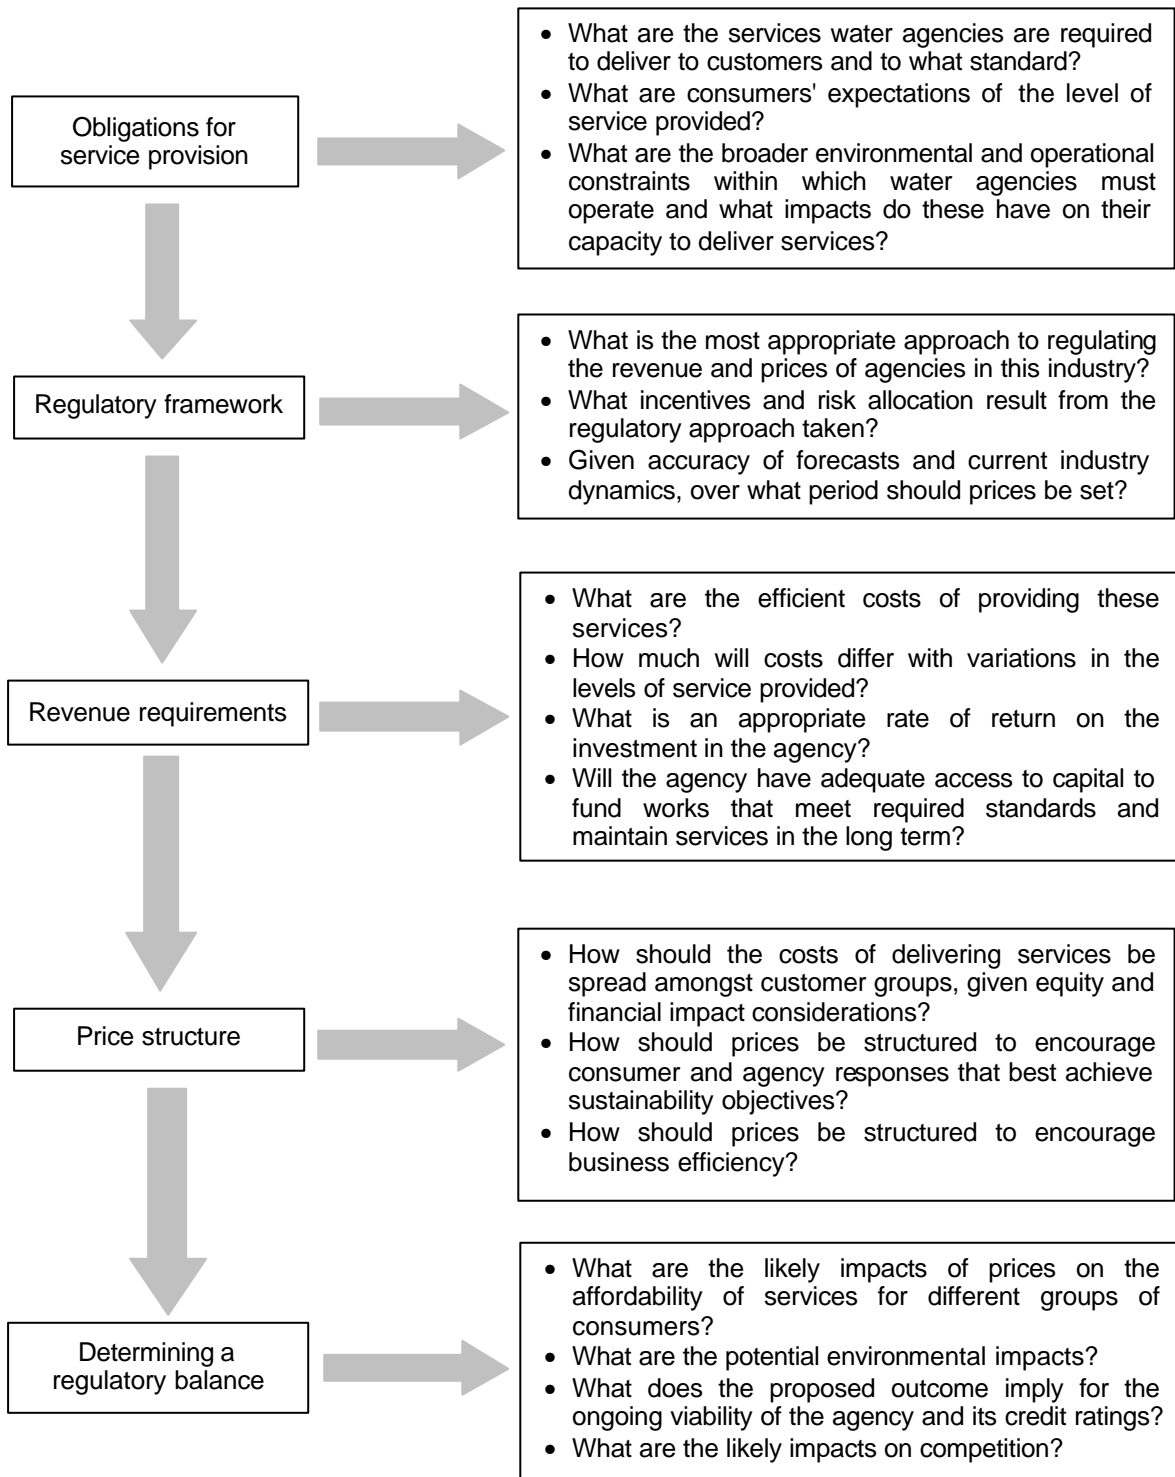 Obligations for
service provision
• What are the services water agencies are required
to deliver to customers and to what standard?
• What are consumers' expectations of the level of
service provided?
• What are the broader environmental and operational
constraints within which water agencies must
operate and what impacts do these have on their
capacity to deliver services?
Regulatory framework
• What is the most appropriate approach to regulating
the revenue and prices of agencies in this industry?
• What incentives and risk allocation result from the
regulatory approach taken?
• Given accuracy of forecasts and current industry
dynamics, over what period should prices be set?
Revenue requirements
• What are the efficient costs of providing these
services?
• How much will costs differ with variations in the
levels of service provided?
• What is an appropriate rate of return on the
investment in the agency?
• Will the agency have adequate access to capital to
fund works that meet required standards and
maintain services in the long term?
Price structure
• How should the costs of delivering services be
spread amongst customer groups, given equity and
financial impact considerations?
• How should prices be structured to encourage
consumer and agency responses that best achieve
sustainability objectives?
• How should prices be structured to encourage
business efficiency?
Determining a
regulatory balance
• What are the likely impacts of prices on the
affordability of services for different groups of
consumers?
• What are the potential environmental impacts?
• What does the proposed outcome imply for the
ongoing viability of the agency and its credit ratings?
• What are the likely impacts on competition?